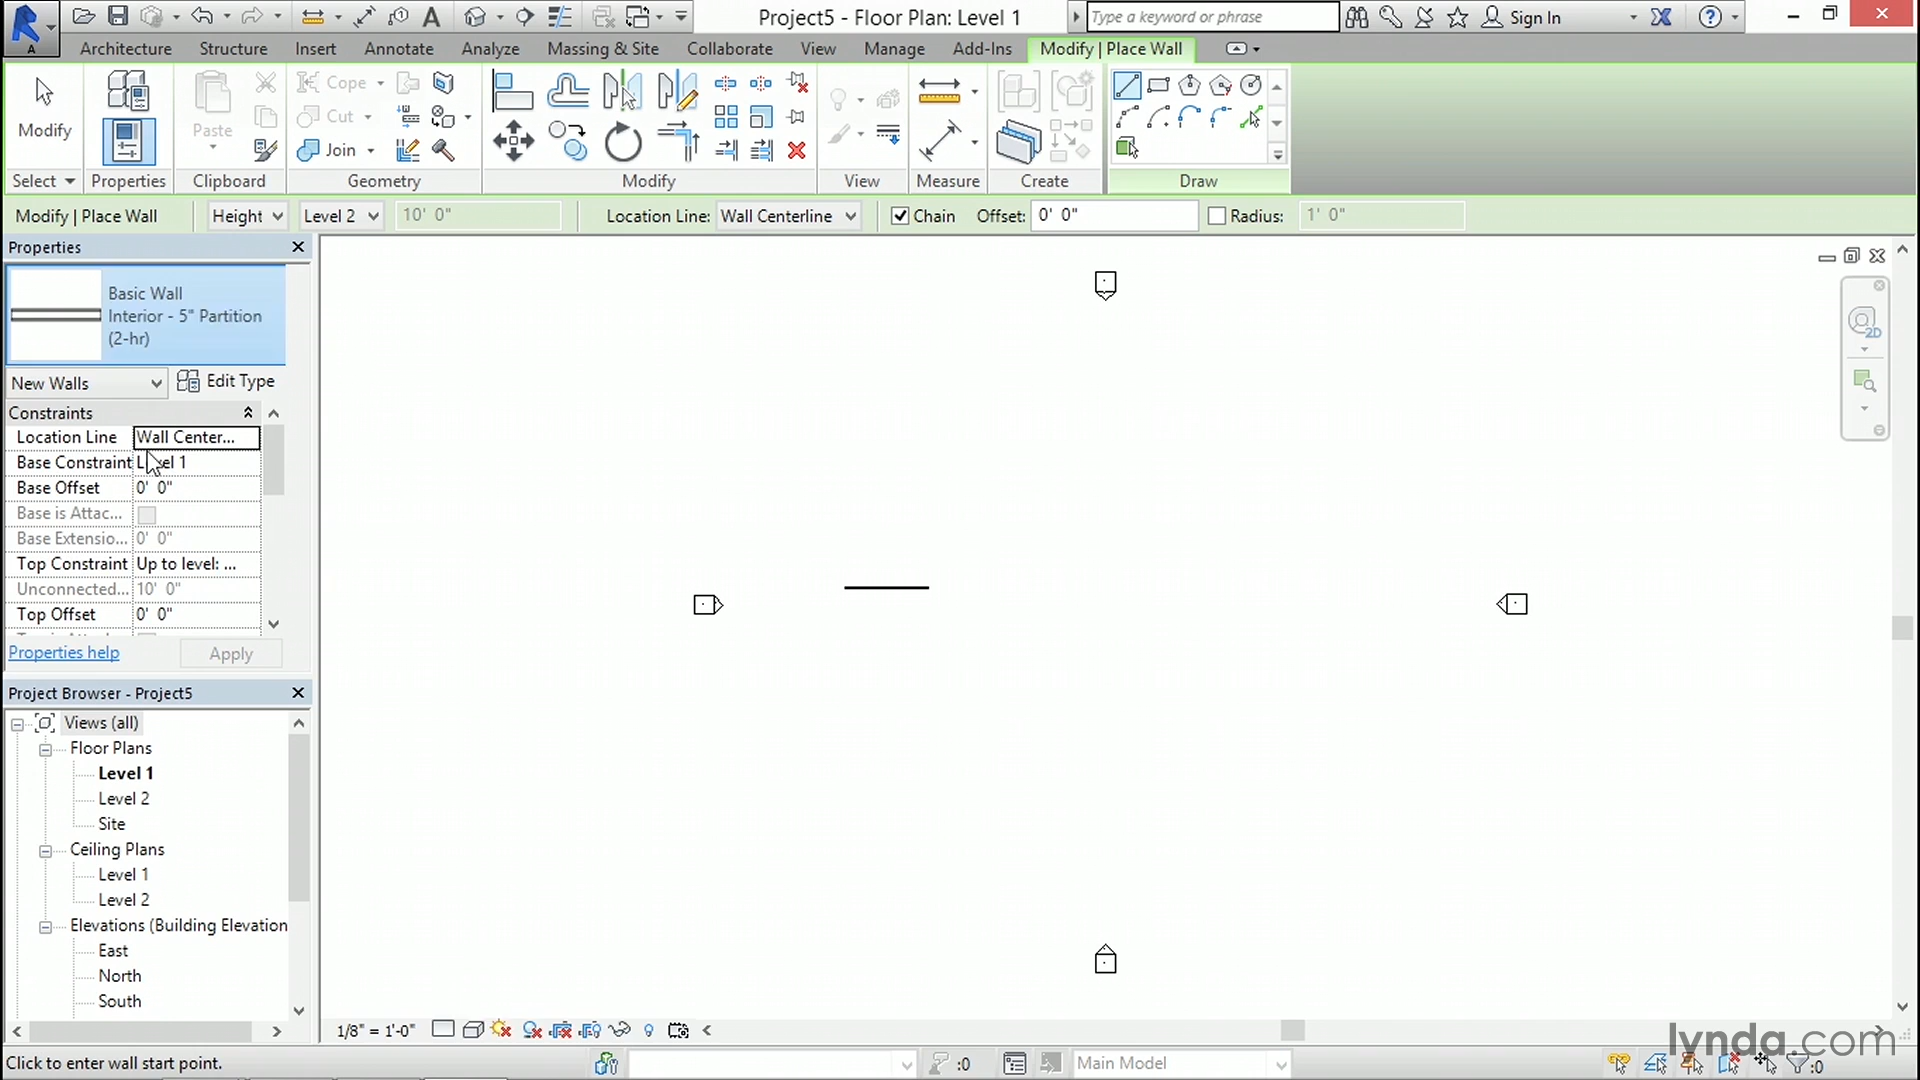 Project5 - Floor Plan: Level 1
Type a keyword or phrase
Sign In
Architecture
Structure
Insert
Annotate
Analyze
Massing & Site
Collaborate
View
Manage
Add-Ins
Modify | Place Wall
Modify
Paste
Cope
Cut
Join
Select
Properties
Clipboard
Geometry
Modify
View
Measure
Create
Draw
Modify | Place Wall
Height
Level 2
10' 0"
Location Line: Wall Centerline
Chain
Offset: 0' 0"
Radius: 1' 0"
Properties
Basic Wall
Interior - 5" Partition
(2-hr)
New Walls
Edit Type
Constraints
Location Line Wall Center...
Base Constraint
Base Offset 0' 0"
Base is Attac...
Base Extensio... 0' 0"
Top Constraint Up to level: ...
Unconnected... 10' 0"
Top Offset 0' 0"
Properties help
Apply
Project Browser - Project5
Views (all)
Floor Plans
Level 1
Level 2
Site
Ceiling Plans
Level 1
Level 2
Elevations (Building Elevation
East
North
South
2D
1/8" = 1'-0"
Click to enter wall start point.
:0
Main Model
:0
lynda.com